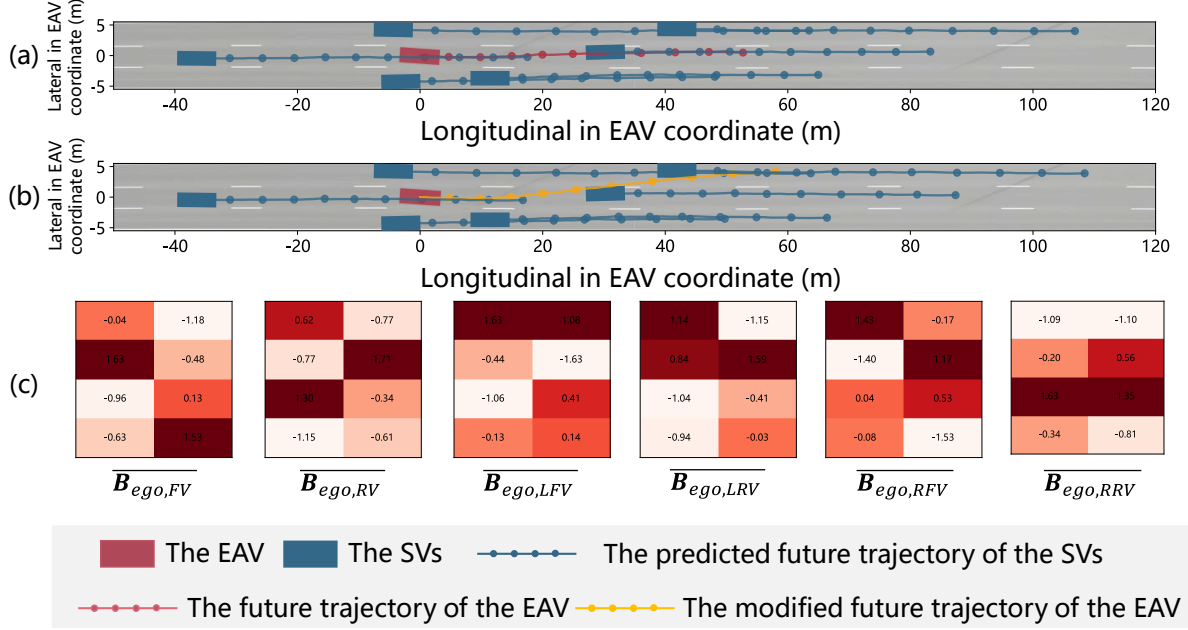 (a)
Lateral in EAV
coordinate (m)
5
0
-5
-40 -20 0 20 40 60 80 100 120
Longitudinal in EAV coordinate (m)
(b)
Lateral in EAV
coordinate (m)
5
0
-5
-40 -20 0 20 40 60 80 100 120
Longitudinal in EAV coordinate (m)
(c)
-0.04 -1.18 0.62 -0.77 1.63 1.08 1.14 -1.15 1.43 -0.17 -1.09 -1.10
1.63 -0.48 -0.77 1.71 -0.44 -1.63 0.84 1.59 -1.40 1.17 -0.20 0.56
-0.96 0.13 1.30 -0.34 -1.06 0.41 -1.04 -0.41 0.04 0.53 1.63 1.35
-0.63 1.53 -1.15 -0.61 -0.13 0.14 -0.94 -0.03 -0.08 -1.53 -0.34 -0.81
B ego,FV B ego,RV B ego,LFV B ego,LRV B ego,RFV B ego,RRV
The EAV The SVs The predicted future trajectory of the SVs
The future trajectory of the EAV The modified future trajectory of the EAV